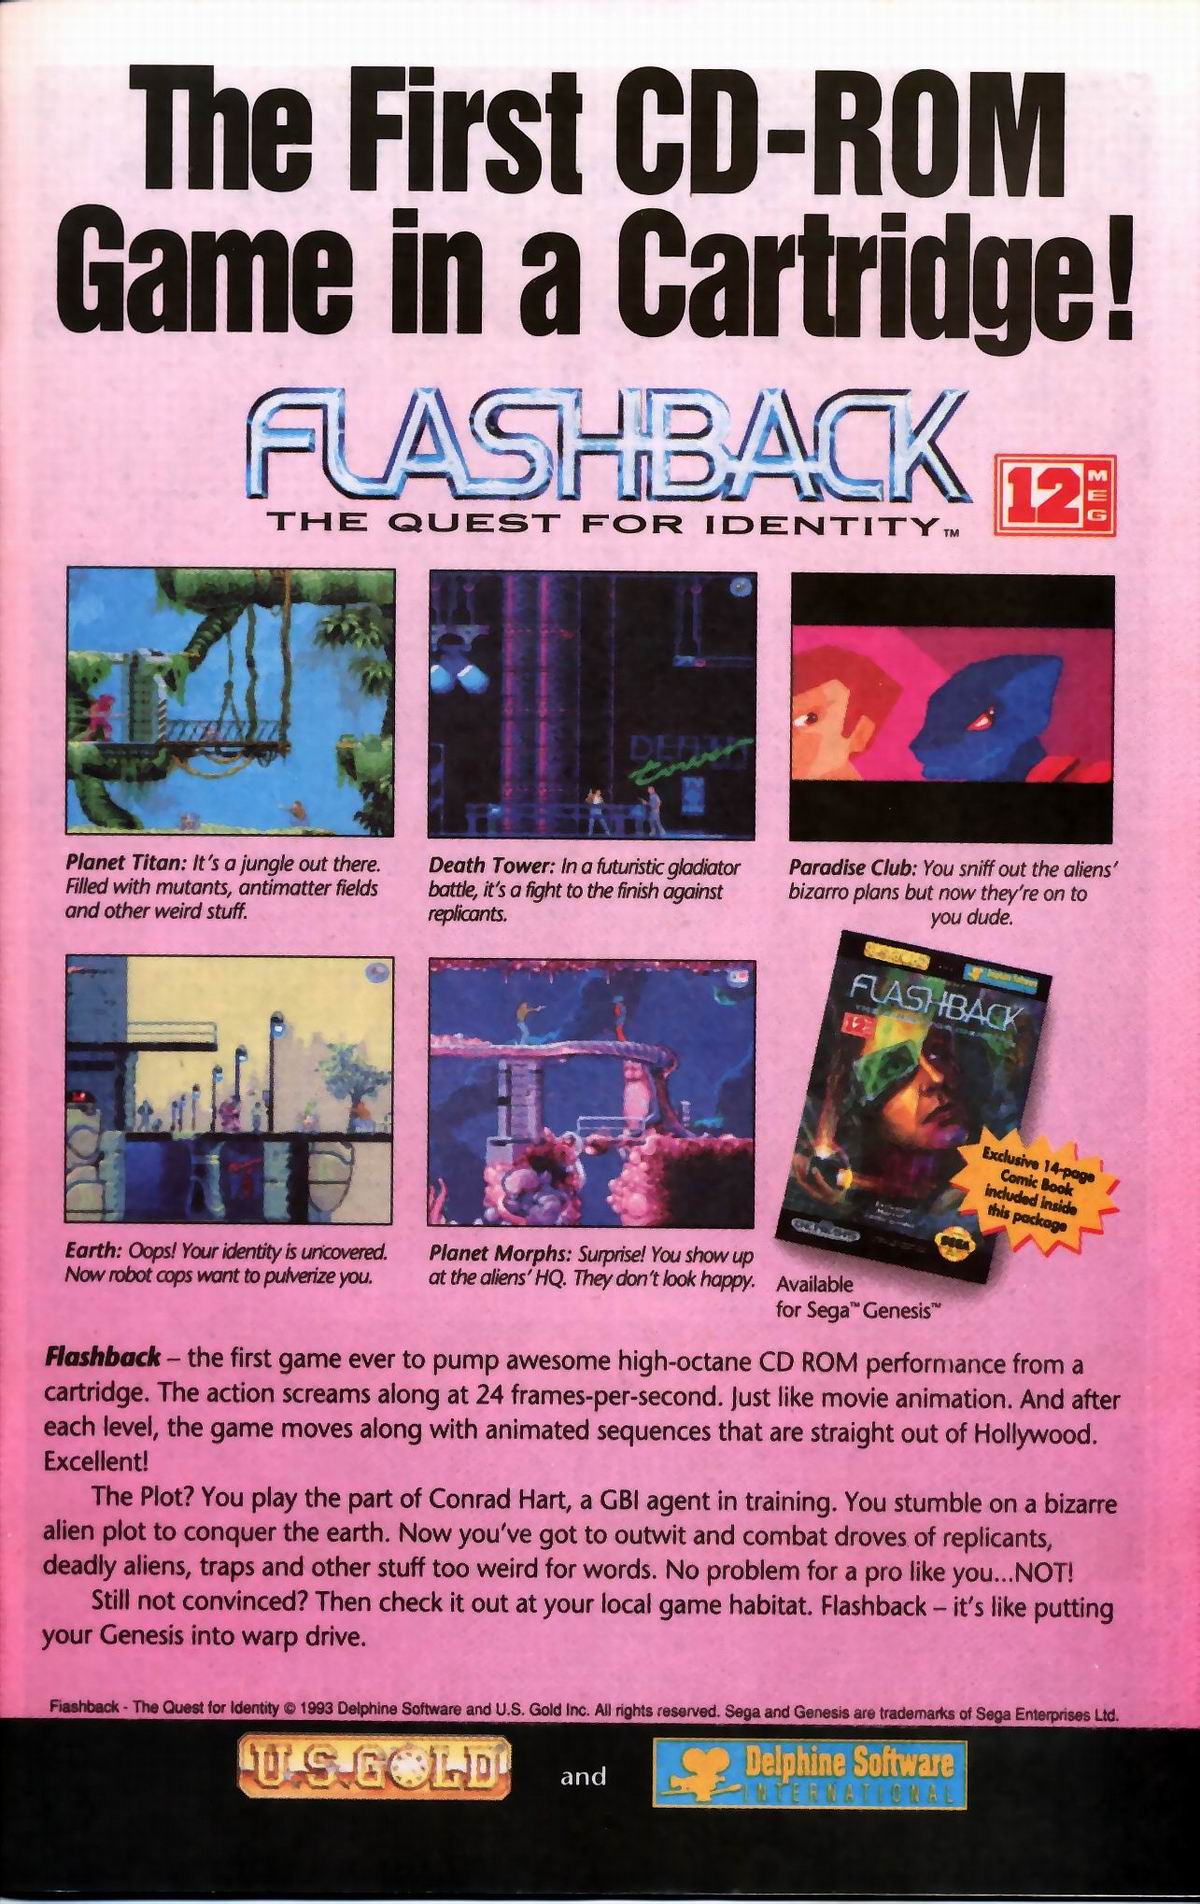 The First CD-ROM
Game in a Cartridge!
FLASHBACK
THE QUEST FOR IDENTITY™
12 MEG
DEATH
tower
Planet Titan: It's a jungle out there.
Filled with mutants, antimatter fields
and other weird stuff.
Death Tower: In a futuristic gladiator
battle, it's a fight to the finish against
replicants.
Paradise Club: You sniff out the aliens'
bizarro plans but now they're on to
you dude.
Earth: Oops! Your identity is uncovered.
Now robot cops want to pulverize you.
Planet Morphs: Surprise! You show up
at the aliens' HQ. They don't look happy.
FLASHBACK
Exclusive 14-page
Comic Book
included inside
this package
GENESIS
SEGA
Available
for Sega™ Genesis™
Flashback – the first game ever to pump awesome high-octane CD ROM performance from a
cartridge. The action screams along at 24 frames-per-second. Just like movie animation. And after
each level, the game moves along with animated sequences that are straight out of Hollywood.
Excellent!
The Plot? You play the part of Conrad Hart, a GBI agent in training. You stumble on a bizarre
alien plot to conquer the earth. Now you've got to outwit and combat droves of replicants,
deadly aliens, traps and other stuff too weird for words. No problem for a pro like you...NOT!
Still not convinced? Then check it out at your local game habitat. Flashback – it's like putting
your Genesis into warp drive.
Flashback - The Quest for Identity © 1993 Delphine Software and U.S. Gold Inc. All rights reserved. Sega and Genesis are trademarks of Sega Enterprises Ltd.
U.S. GOLD
and
Delphine Software
INTERNATIONAL